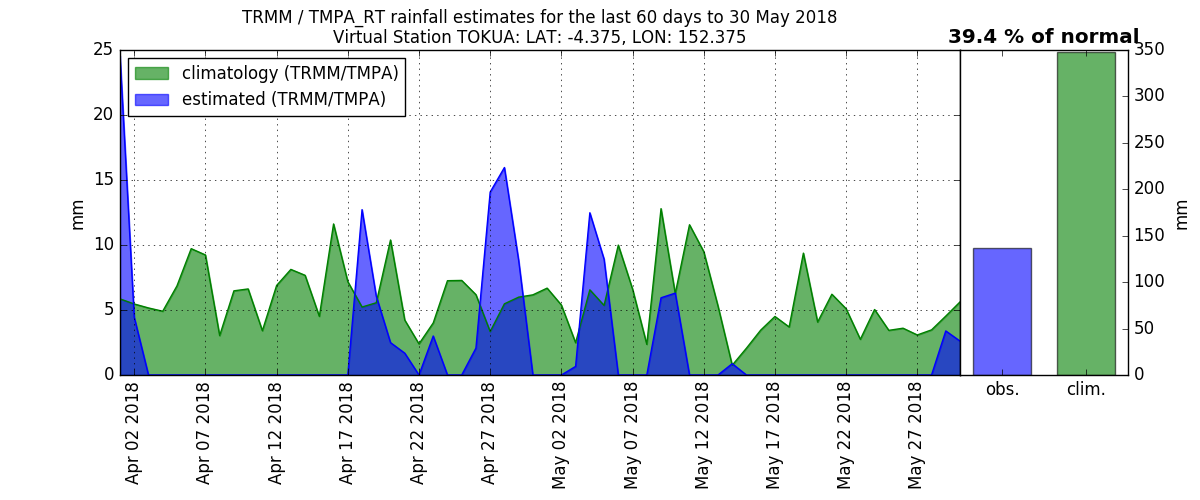 TRMM / TMPA_RT rainfall estimates for the last 60 days to 30 May 2018
Virtual Station TOKUA: LAT: -4.375, LON: 152.375
39.4 % of normal
climatology (TRMM/TMPA)
estimated (TRMM/TMPA)
mm
25
20
15
10
5
0
Apr 02 2018
Apr 07 2018
Apr 12 2018
Apr 17 2018
Apr 22 2018
Apr 27 2018
May 02 2018
May 07 2018
May 12 2018
May 17 2018
May 22 2018
May 27 2018
obs.
clim.
350
300
250
200
150
100
50
0
mm